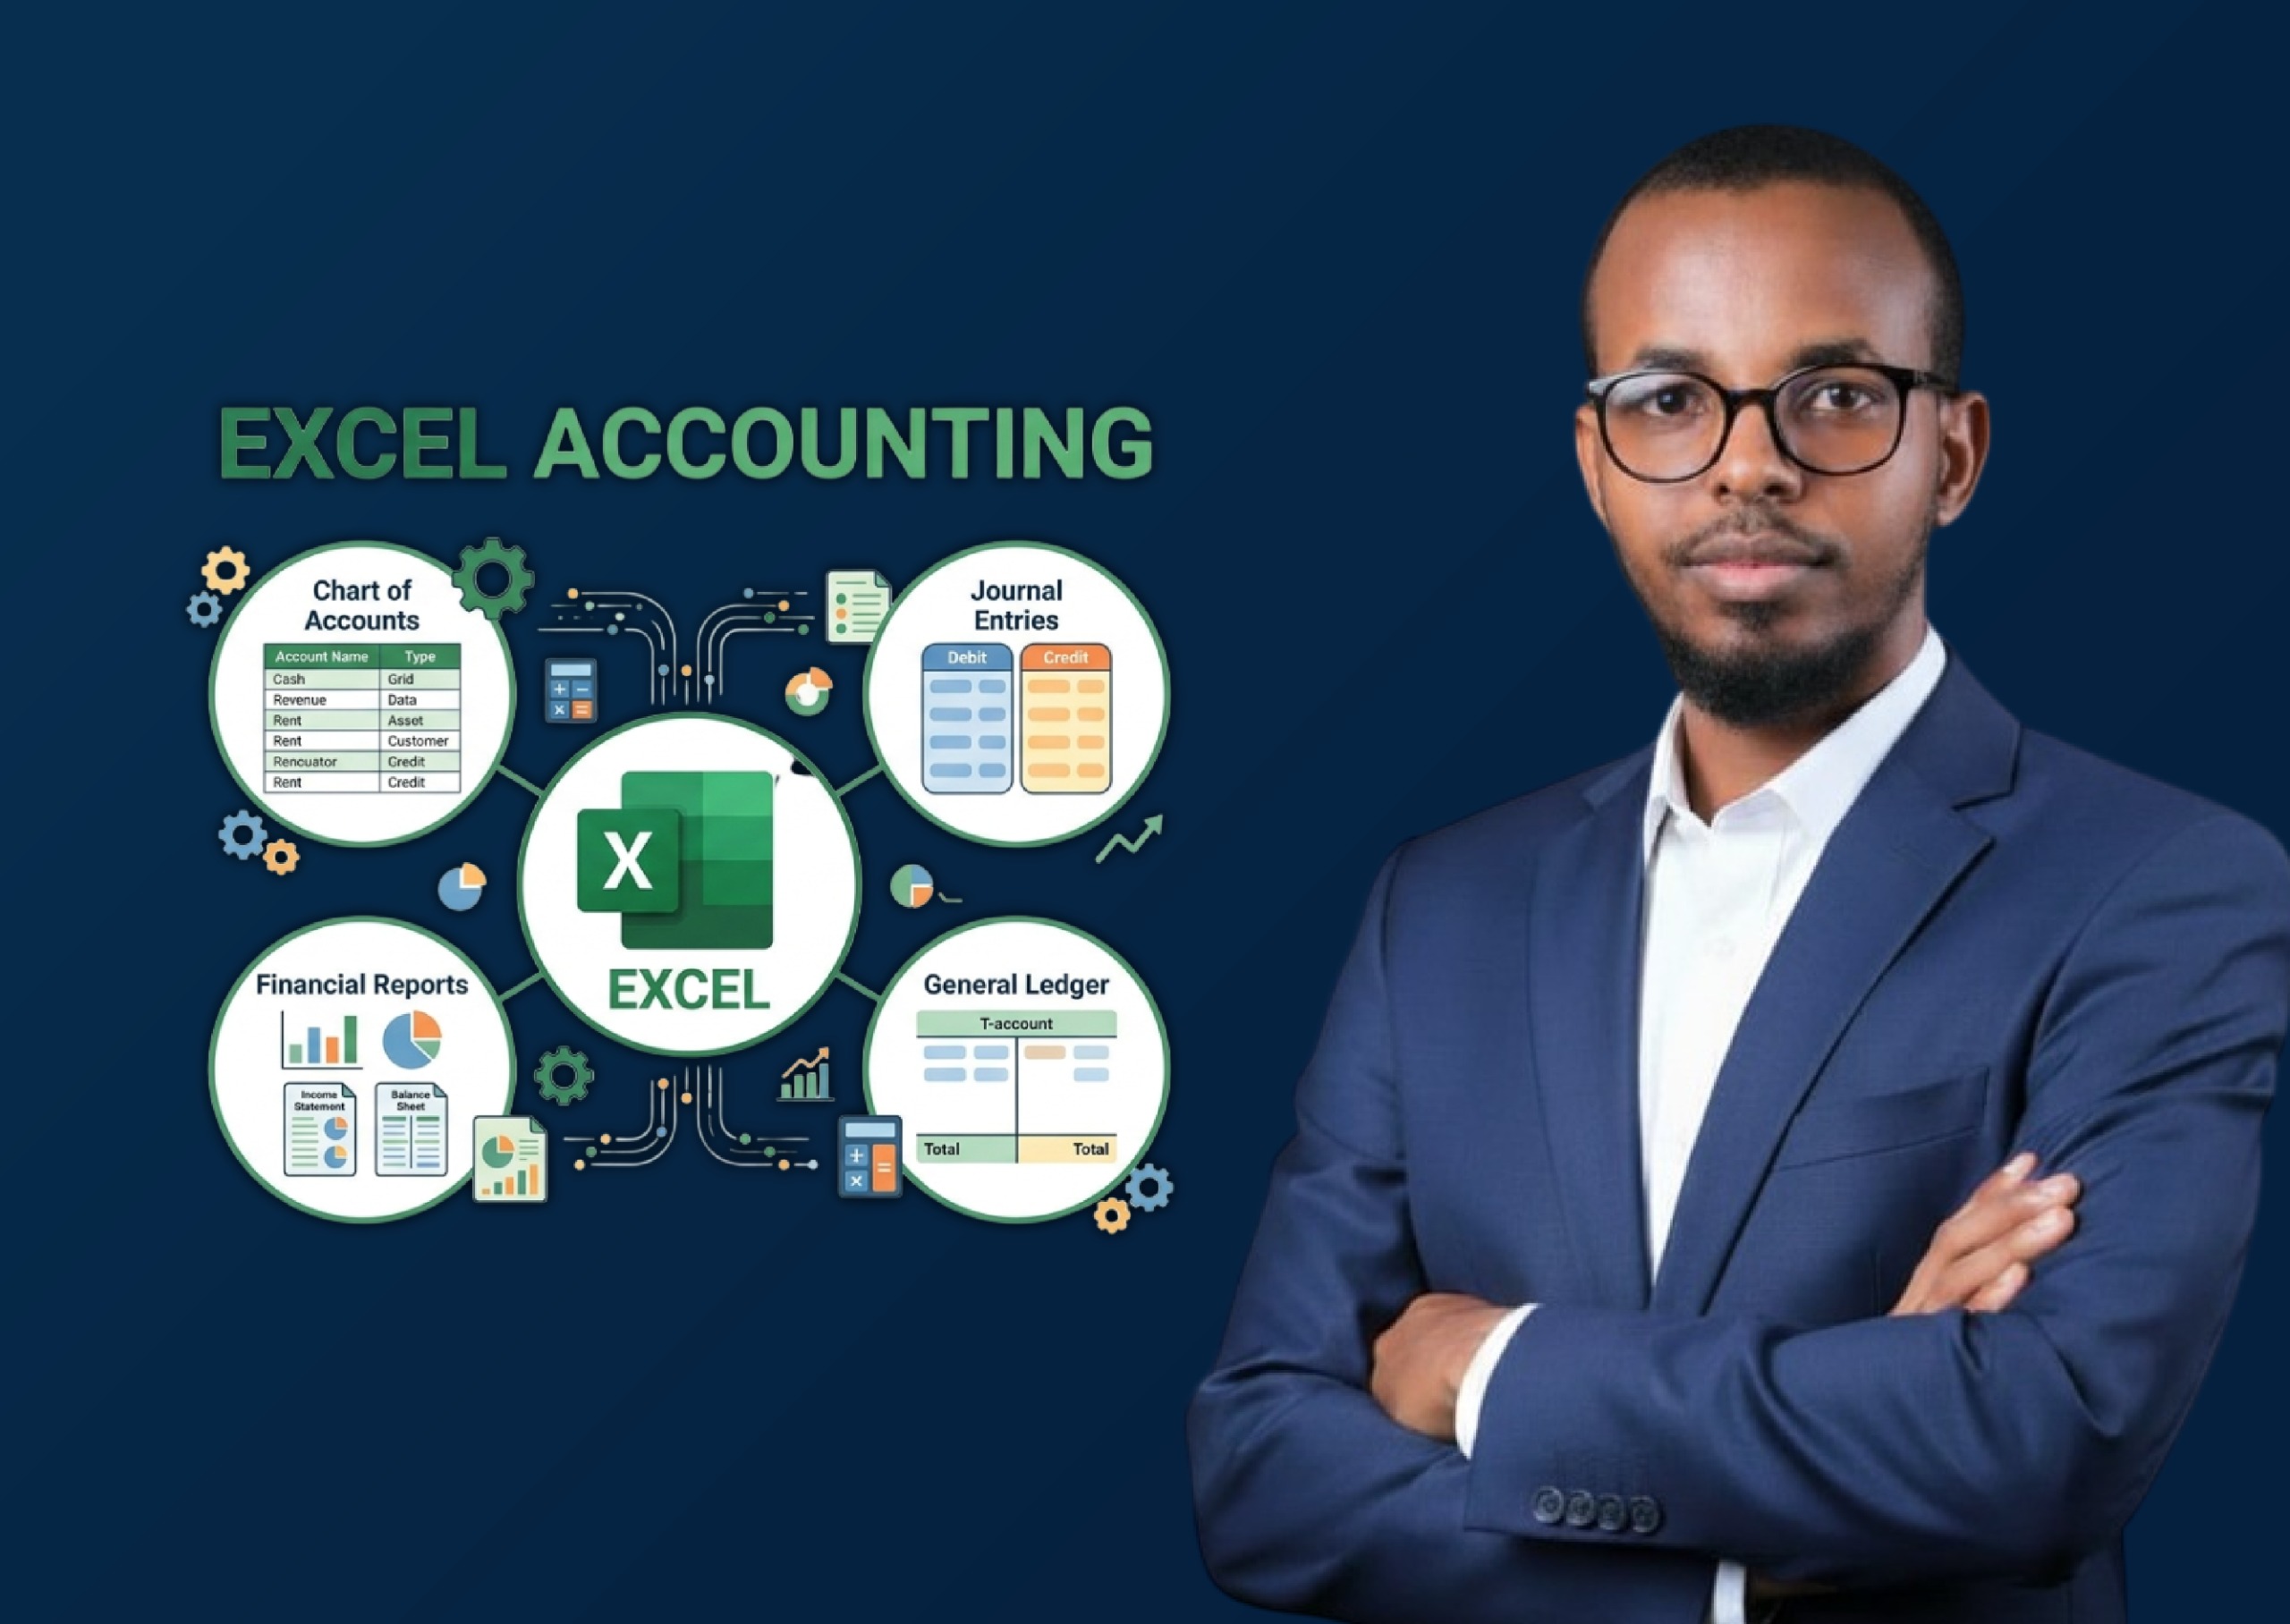 EXCEL ACCOUNTING
Chart of
Accounts
Account Name Type
Cash Grid
Revenue Data
Rent Asset
Rent Customer
Rencuator Gredit
Rent Credit
Journal
Entries
Debit Credit
X
EXCEL
Financial Reports
Income
Statement
Balance
Sheet
General Ledger
T-account
Total Total